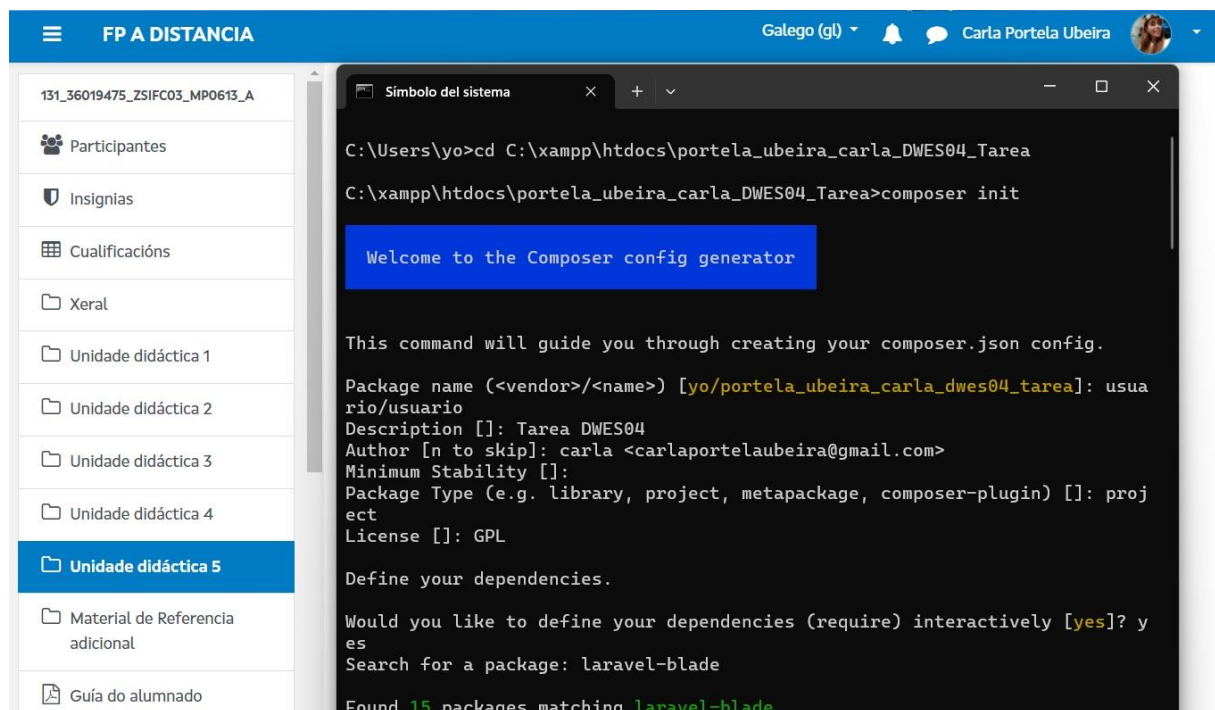 FP A DISTANCIA
Galego (gl)
Carla Portela Ubeira
131_36019475_ZSIFC03_MP0613_A
Participantes
Insignias
Cualificacións
Xeral
Unidade didáctica 1
Unidade didáctica 2
Unidade didáctica 3
Unidade didáctica 4
Unidade didáctica 5
Material de Referencia
adicional
Guía do alumnado
Símbolo del sistema
C:\Users\yo>cd C:\xampp\htdocs\portela_ubeira_carla_DWES04_Tarea
C:\xampp\htdocs\portela_ubeira_carla_DWES04_Tarea>composer init
Welcome to the Composer config generator
This command will guide you through creating your composer.json config.
Package name (<vendor>/<name>) [yo/portela_ubeira_carla_dwes04_tarea]: usua
rio/usuario
Description []: Tarea DWES04
Author [n to skip]: carla <carlaportelaubeira@gmail.com>
Minimum Stability []:
Package Type (e.g. library, project, metapackage, composer-plugin) []: proj
ect
License []: GPL
Define your dependencies.
Would you like to define your dependencies (require) interactively [yes]? y
es
Search for a package: laravel-blade
Found 15 packages matching laravel-blade